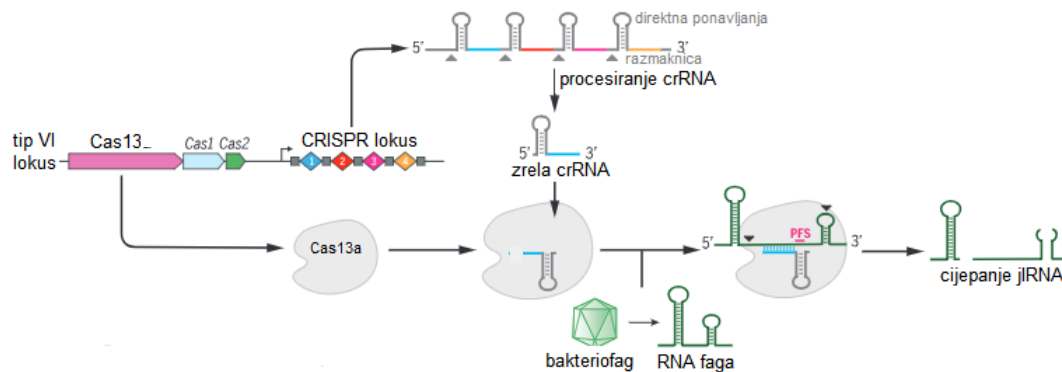 direktna ponavljanja
5' 3'
razmaknica
procesiranje crRNA
tip VI
lokus
Cas13_
Cas1 Cas2
CRISPR lokus
1 2 3 4
5' 3'
zrela crRNA
Cas13a
PFS
5' 3'
cijepanje jlRNA
bakteriofag
RNA faga